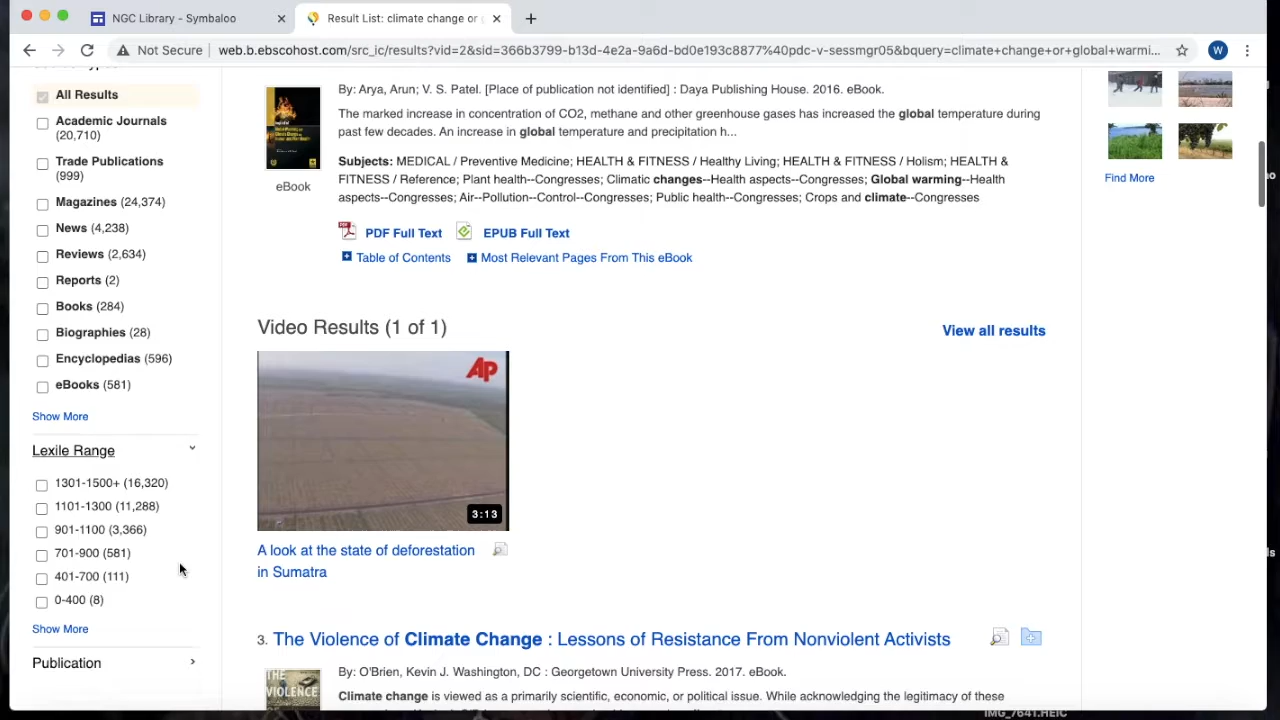 NGC Library - Symbaloo
Result List: climate change or g
Not Secure
web.b.ebscohost.com/src_ic/results?vid=2&sid=366b3799-b13d-4e2a-9a6d-bd0e193c8877%40pdc-v-sessmgr05&bquery=climate+change+or+global+warmi...
W
All Results
Academic Journals
(20,710)
Trade Publications
(999)
Magazines (24,374)
News (4,238)
Reviews (2,634)
Reports (2)
Books (284)
Biographies (28)
Encyclopedias (596)
eBooks (581)
Show More
Lexile Range
1301-1500+ (16,320)
1101-1300 (11,288)
901-1100 (3,366)
701-900 (581)
401-700 (111)
0-400 (8)
Show More
Publication
By: Arya, Arun; V. S. Patel. [Place of publication not identified] : Daya Publishing House. 2016. eBook.
The marked increase in concentration of CO2, methane and other greenhouse gases has increased the global temperature during
past few decades. An increase in global temperature and precipitation h...
eBook
Subjects: MEDICAL / Preventive Medicine; HEALTH & FITNESS / Healthy Living; HEALTH & FITNESS / Holism; HEALTH &
FITNESS / Reference; Plant health--Congresses; Climatic changes--Health aspects--Congresses; Global warming--Health
aspects--Congresses; Air--Pollution--Control--Congresses; Public health--Congresses; Crops and climate--Congresses
PDF Full Text
EPUB Full Text
Table of Contents
Most Relevant Pages From This eBook
Video Results (1 of 1)
View all results
AP
3:13
A look at the state of deforestation
in Sumatra
3. The Violence of Climate Change : Lessons of Resistance From Nonviolent Activists
By: O'Brien, Kevin J. Washington, DC : Georgetown University Press. 2017. eBook.
Climate change is viewed as a primarily scientific, economic, or political issue. While acknowledging the legitimacy of these
THE
VIOLENCE
Find More
IMG_7641.HEIC